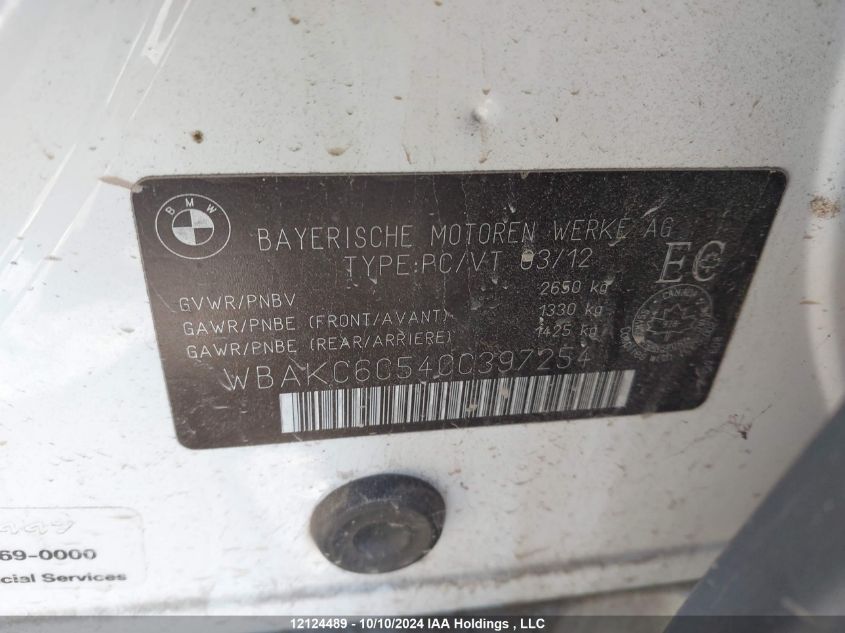 BMW
BAYERISCHE MOTOREN WERKE AG
TYPE:PC/VT 03/12
EC
GVWR/PNBV 2650 kg
GAWR/PNBE (FRONT/AVANT) 1330 kg
GAWR/PNBE (REAR/ARRIERE) 1425 kg
CANADA
WBAKC6C54CC397254
69-0000
cial Services
12124489 - 10/10/2024 IAA Holdings , LLC